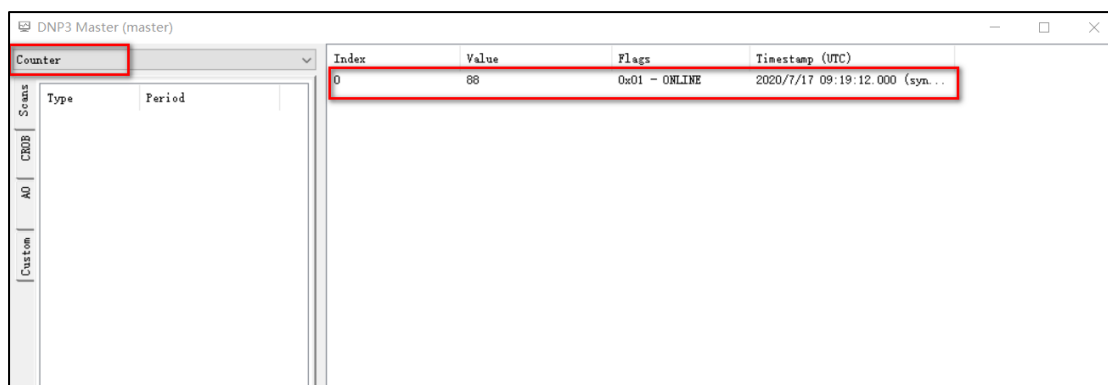 DNP3 Master (master)
Counter
Scans
CROB
AO
Custom
Type Period
Index Value Flags Timestamp (UTC)
0 88 0x01 - ONLINE 2020/7/17 09:19:12.000 (syn...